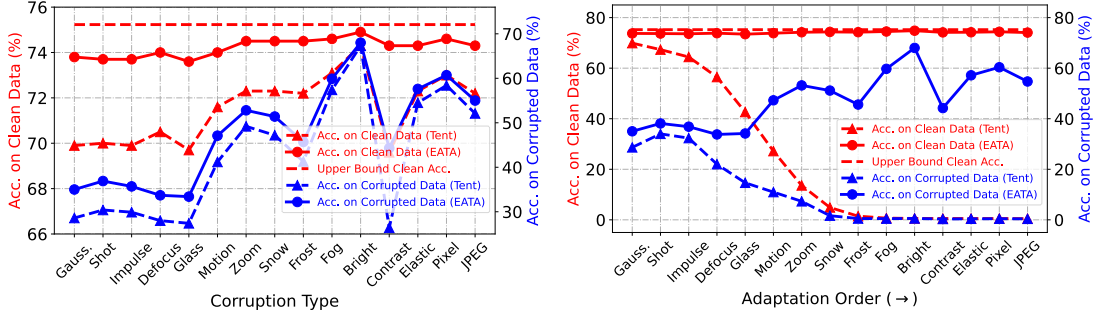 Acc. on Clean Data (%)
76
74
72
70
68
66
70
60
50
40
30
Acc. on Corrupted Data (%)
Acc. on Clean Data (Tent)
Acc. on Clean Data (EATA)
Upper Bound Clean Acc.
Acc. on Corrupted Data (Tent)
Acc. on Corrupted Data (EATA)
Gauss.
Shot
Impulse
Defocus
Glass
Motion
Zoom
Snow
Frost
Fog
Bright
Contrast
Elastic
Pixel
JPEG
Corruption Type
Acc. on Clean Data (%)
80
60
40
20
0
80
60
40
20
0
Acc. on Corrupted Data (%)
Acc. on Clean Data (Tent)
Acc. on Clean Data (EATA)
Upper Bound Clean Acc.
Acc. on Corrupted Data (Tent)
Acc. on Corrupted Data (EATA)
Gauss.
Shot
Impulse
Defocus
Glass
Motion
Zoom
Snow
Frost
Fog
Bright
Contrast
Elastic
Pixel
JPEG
Adaptation Order (→)